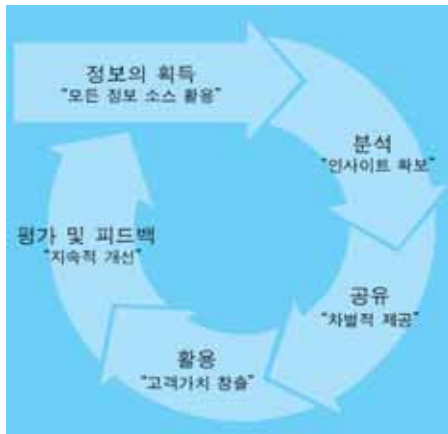 정보의 획득
"모든 정보 소스 활용"
분석
"인사이트 확보"
공유
"차별적 제공"
활용
"고객가치 창출"
평가 및 피드백
"지속적 개선"